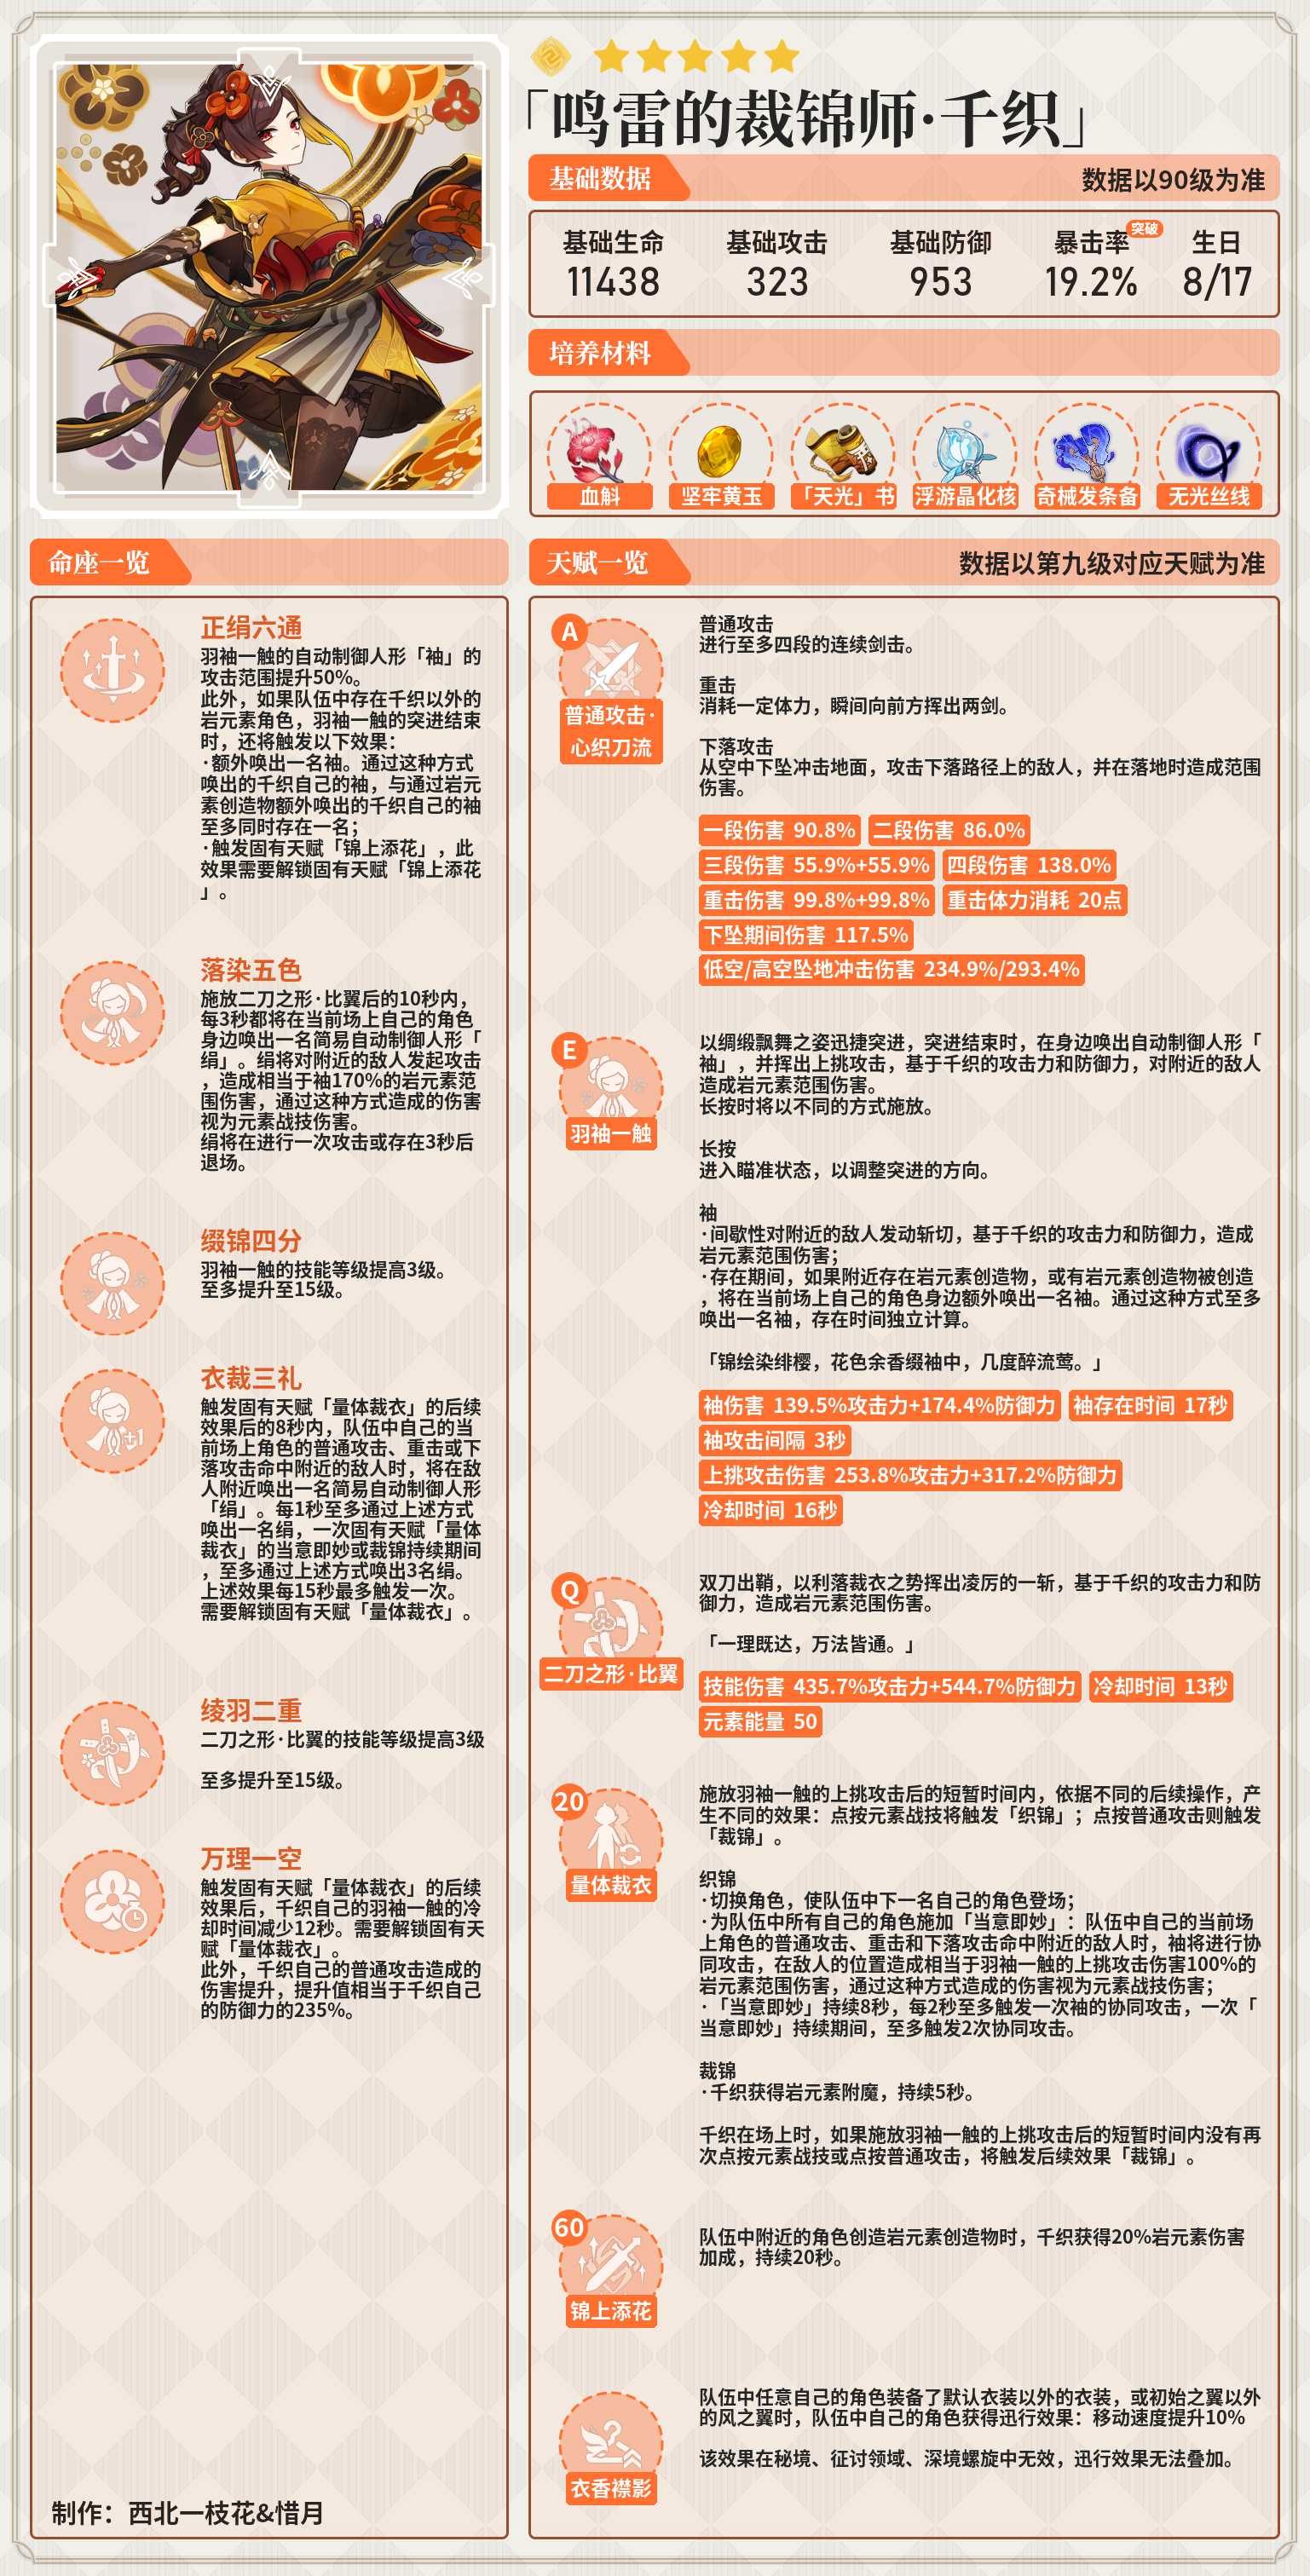 「鸣雷的裁锦师·千织」
基础数据
数据以90级为准
基础生命 基础攻击 基础防御 暴击率 突破 生日
11438 323 953 19.2% 8/17
培养材料
血斛 坚牢黄玉 「天光」书 浮游晶化核 奇械发条备 无光丝线
命座一览
正绢六通
羽袖一触的自动制御人形「袖」的
攻击范围提升50%。
此外，如果队伍中存在千织以外的
岩元素角色，羽袖一触的突进结束
时，还将触发以下效果：
·额外唤出一名袖。通过这种方式
唤出的千织自己的袖，与通过岩元
素创造物额外唤出的千织自己的袖
至多同时存在一名；
·触发固有天赋「锦上添花」，此
效果需要解锁固有天赋「锦上添花
」。
落染五色
施放二刀之形·比翼后的10秒内，
每3秒都将在当前场上自己的角色
身边唤出一名简易自动制御人形「
绢」。绢将对附近的敌人发起攻击
，造成相当于袖170%的岩元素范
围伤害，通过这种方式造成的伤害
视为元素战技伤害。
绢将在进行一次攻击或存在3秒后
退场。
缀锦四分
羽袖一触的技能等级提高3级。
至多提升至15级。
衣裁三礼
触发固有天赋「量体裁衣」的后续
效果后的8秒内，队伍中自己的当
前场上角色的普通攻击、重击或下
落攻击命中附近的敌人时，将在敌
人附近唤出一名简易自动制御人形
「绢」。每1秒至多通过上述方式
唤出一名绢，一次固有天赋「量体
裁衣」的当意即妙或裁锦持续期间
，至多通过上述方式唤出3名绢。
上述效果每15秒最多触发一次。
需要解锁固有天赋「量体裁衣」。
绫羽二重
二刀之形·比翼的技能等级提高3级
至多提升至15级。
万理一空
触发固有天赋「量体裁衣」的后续
效果后，千织自己的羽袖一触的冷
却时间减少12秒。需要解锁固有天
赋「量体裁衣」。
此外，千织自己的普通攻击造成的
伤害提升，提升值相当于千织自己
的防御力的235%。
制作：西北一枝花&惜月
天赋一览
数据以第九级对应天赋为准
A
普通攻击·
心织刀流
普通攻击
进行至多四段的连续剑击。
重击
消耗一定体力，瞬间向前方挥出两剑。
下落攻击
从空中下坠冲击地面，攻击下落路径上的敌人，并在落地时造成范围
伤害。
一段伤害 90.8% 二段伤害 86.0%
三段伤害 55.9%+55.9% 四段伤害 138.0%
重击伤害 99.8%+99.8% 重击体力消耗 20点
下坠期间伤害 117.5%
低空/高空坠地冲击伤害 234.9%/293.4%
E
羽袖一触
以绸缎飘舞之姿迅捷突进，突进结束时，在身边唤出自动制御人形「
袖」，并挥出上挑攻击，基于千织的攻击力和防御力，对附近的敌人
造成岩元素范围伤害。
长按时将以不同的方式施放。
长按
进入瞄准状态，以调整突进的方向。
袖
·间歇性对附近的敌人发动斩切，基于千织的攻击力和防御力，造成
岩元素范围伤害；
·存在期间，如果附近存在岩元素创造物，或有岩元素创造物被创造
，将在当前场上自己的角色身边额外唤出一名袖。通过这种方式至多
唤出一名袖，存在时间独立计算。
「锦绘染绯樱，花色余香缀袖中，几度醉流莺。」
袖伤害 139.5%攻击力+174.4%防御力 袖存在时间 17秒
袖攻击间隔 3秒
上挑攻击伤害 253.8%攻击力+317.2%防御力
冷却时间 16秒
Q
二刀之形·比翼
双刀出鞘，以利落裁衣之势挥出凌厉的一斩，基于千织的攻击力和防
御力，造成岩元素范围伤害。
「一理既达，万法皆通。」
技能伤害 435.7%攻击力+544.7%防御力 冷却时间 13秒
元素能量 50
20
量体裁衣
施放羽袖一触的上挑攻击后的短暂时间内，依据不同的后续操作，产
生不同的效果：点按元素战技将触发「织锦」；点按普通攻击则触发
「裁锦」。
织锦
·切换角色，使队伍中下一名自己的角色登场；
·为队伍中所有自己的角色施加「当意即妙」：队伍中自己的当前场
上角色的普通攻击、重击和下落攻击命中附近的敌人时，袖将进行协
同攻击，在敌人的位置造成相当于羽袖一触的上挑攻击伤害100%的
岩元素范围伤害，通过这种方式造成的伤害视为元素战技伤害；
·「当意即妙」持续8秒，每2秒至多触发一次袖的协同攻击，一次「
当意即妙」持续期间，至多触发2次协同攻击。
裁锦
·千织获得岩元素附魔，持续5秒。
千织在场上时，如果施放羽袖一触的上挑攻击后的短暂时间内没有再
次点按元素战技或点按普通攻击，将触发后续效果「裁锦」。
60
锦上添花
队伍中附近的角色创造岩元素创造物时，千织获得20%岩元素伤害
加成，持续20秒。
衣香襟影
队伍中任意自己的角色装备了默认衣装以外的衣装，或初始之翼以外
的风之翼时，队伍中自己的角色获得迅行效果：移动速度提升10%
该效果在秘境、征讨领域、深境螺旋中无效，迅行效果无法叠加。